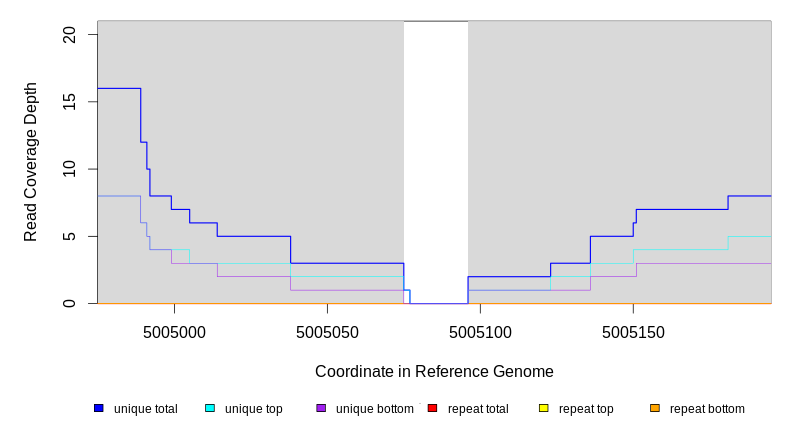 Read Coverage Depth
20
15
10
5
0
5005000 5005050 5005100 5005150
Coordinate in Reference Genome
unique total unique top unique bottom repeat total repeat top repeat bottom